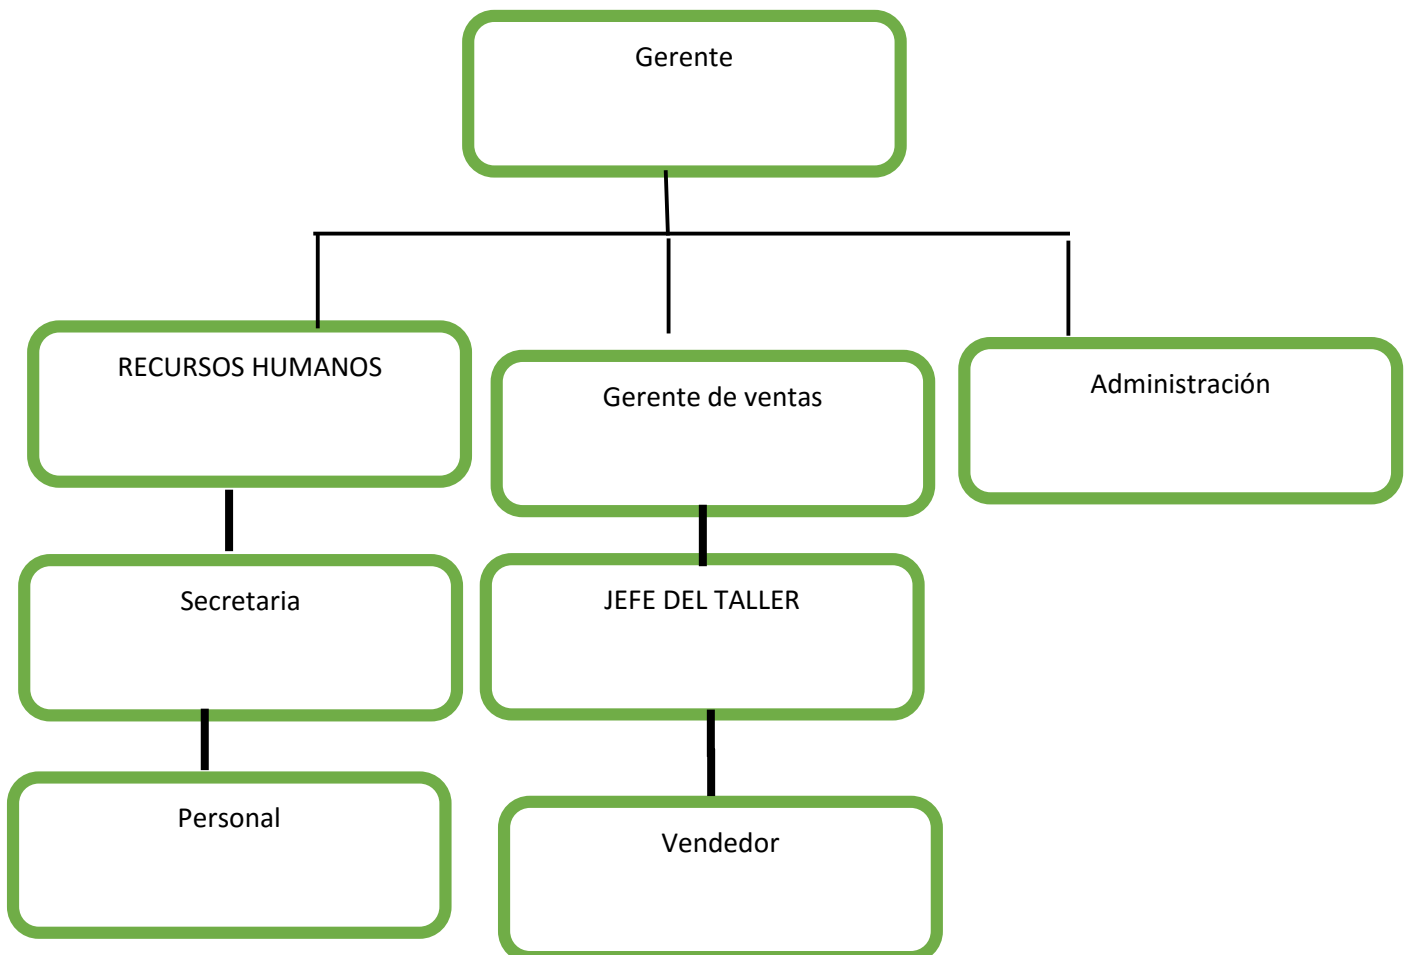 Gerente
RECURSOS HUMANOS
Gerente de ventas
Administración
Secretaria
JEFE DEL TALLER
Personal
Vendedor